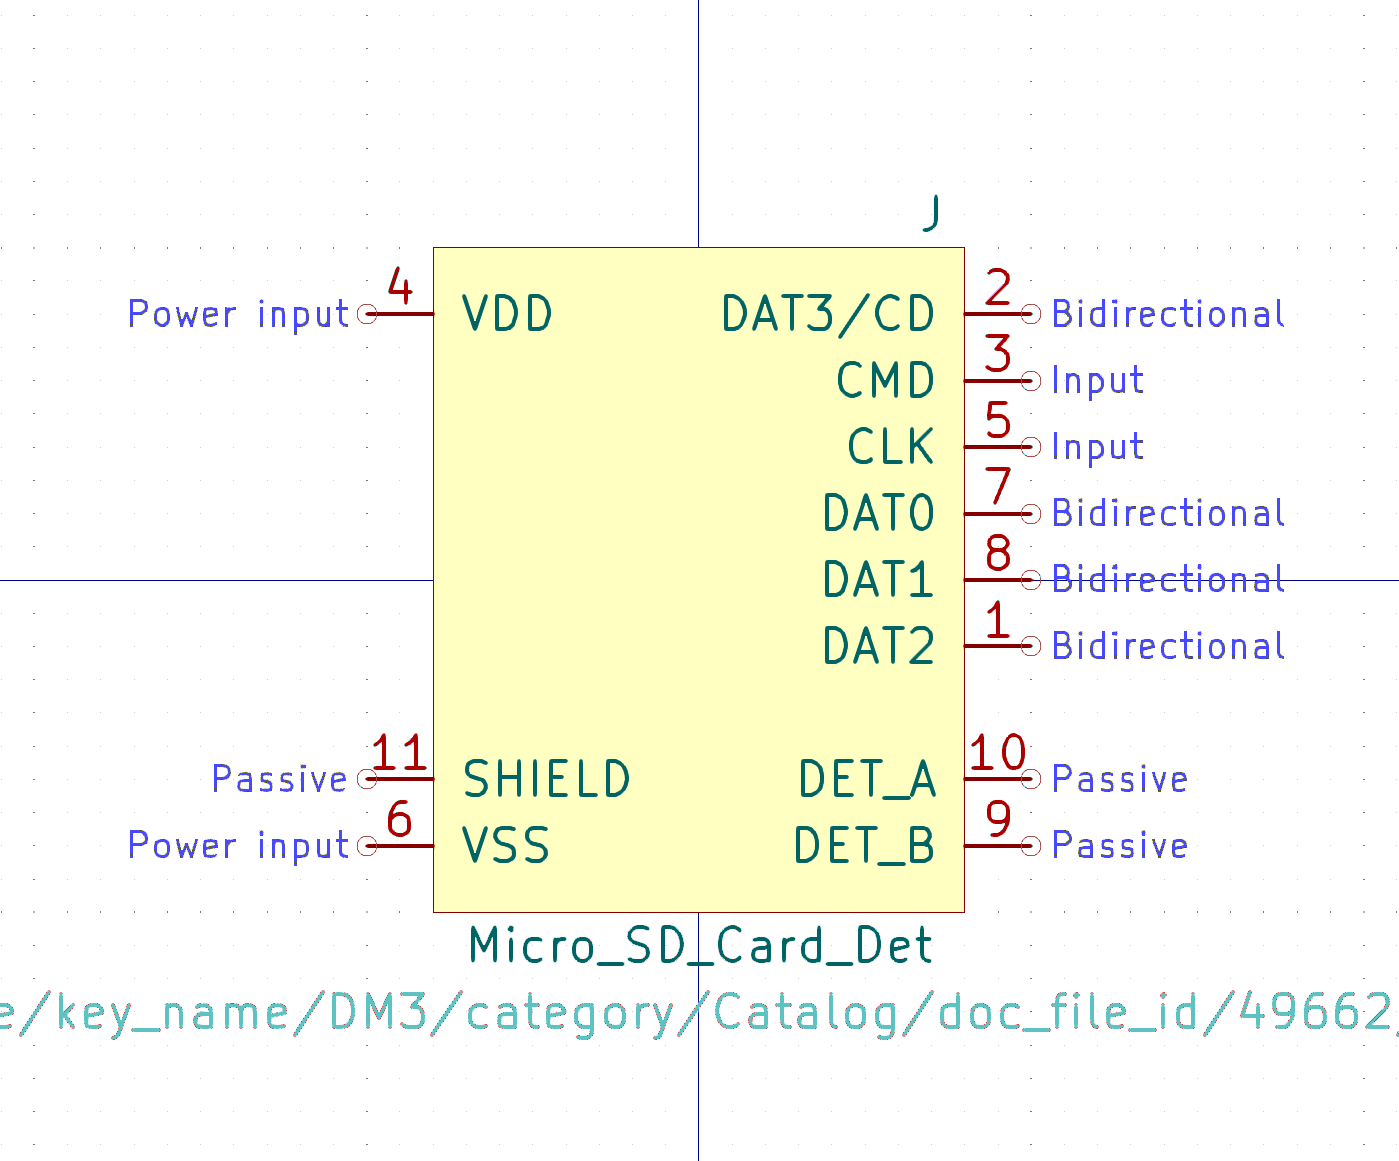 J
Power input 4 VDD DAT3/CD 2 Bidirectional
CMD 3 Input
CLK 5 Input
DAT0 7 Bidirectional
DAT1 8 Bidirectional
DAT2 1 Bidirectional
Passive 11 SHIELD DET_A 10 Passive
Power input 6 VSS DET_B 9 Passive
Micro_SD_Card_Det
e/key_name/DM3/category/Catalog/doc_file_id/49662/